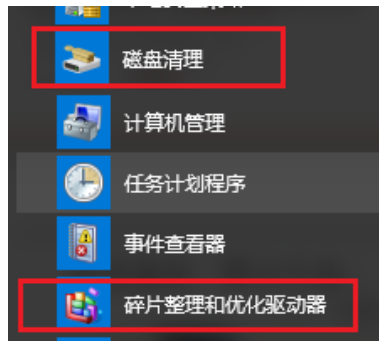 磁盘清理
计算机管理
任务计划程序
事件查看器
碎片整理和优化驱动器